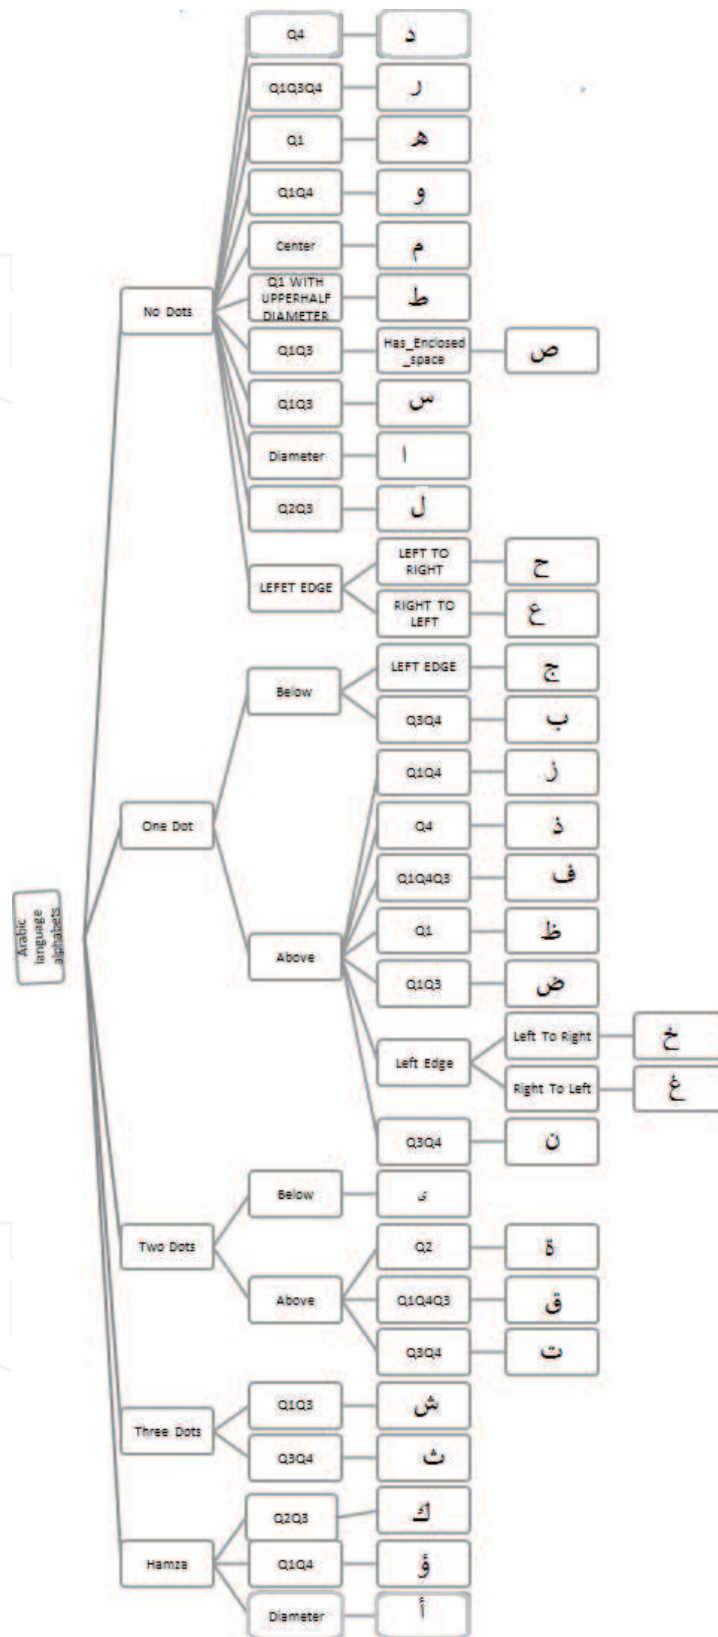 Arabic
language
alphabets
No Dots
Q4
د
Q1Q3Q4
ر
Q1
ه
Q1Q4
و
Center
م
Q1 WITH
UPPERHALF
DIAMETER
ط
Q1Q3
Has_Enclosed
_space
ص
Q1Q3
س
Diameter
ا
Q2Q3
ل
LEFET EDGE
LEFT TO
RIGHT
ح
RIGHT TO
LEFT
ع
One Dot
Below
LEFT EDGE
ج
Q3Q4
ب
Above
Q1Q4
ز
Q4
ذ
Q1Q4Q3
ف
Q1
ظ
Q1Q3
ض
Left Edge
Left To Right
خ
Right To Left
غ
Q3Q4
ن
Two Dots
Below
ى
Above
Q2
ة
Q1Q4Q3
ق
Q3Q4
ت
Three Dots
Q1Q3
ش
Q3Q4
ث
Hamza
Q2Q3
ك
Q1Q4
ؤ
Diameter
أ